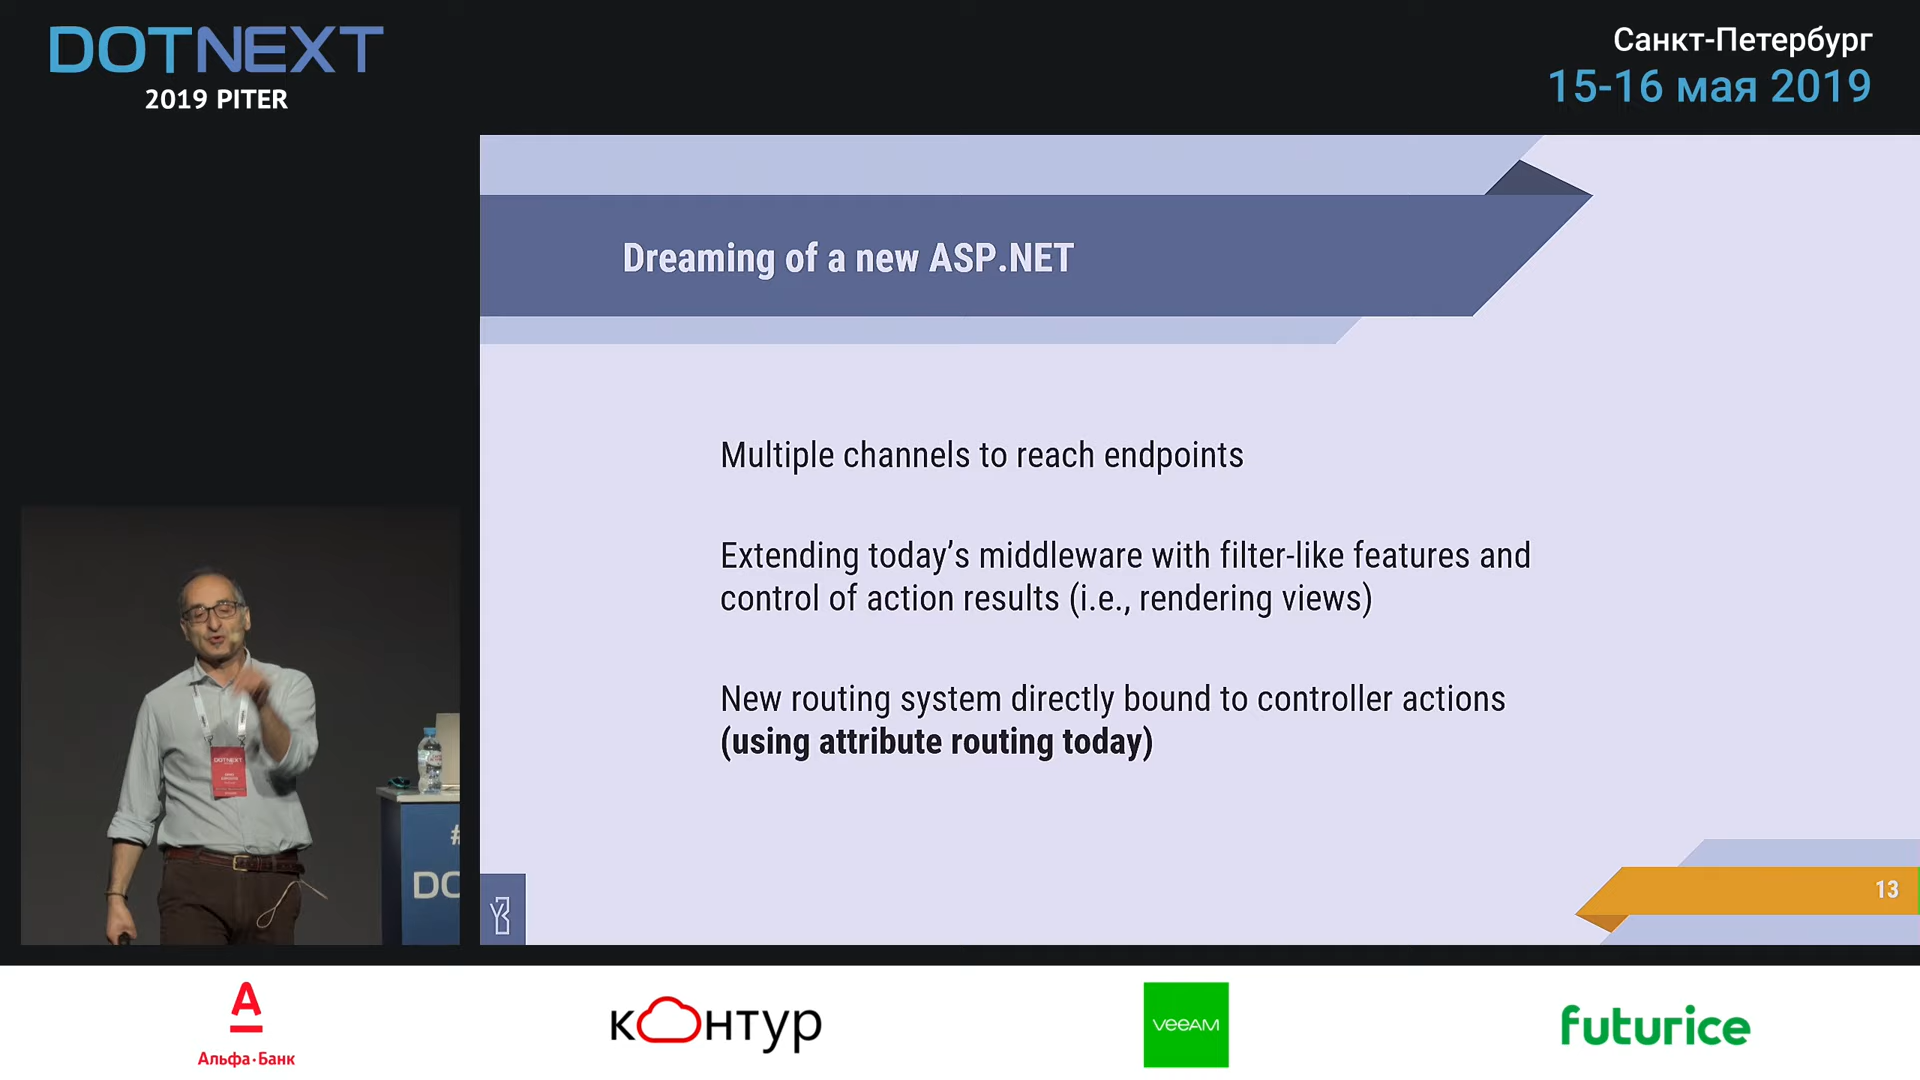 DOTNEXT
2019 PITER
Санкт-Петербург
15-16 мая 2019
Dreaming of a new ASP.NET
Multiple channels to reach endpoints
Extending today’s middleware with filter-like features and
control of action results (i.e., rendering views)
New routing system directly bound to controller actions
(using attribute routing today)
13
DOTNEXT
#
DO
А
Альфа·Банк
контур
veeAM
futurice